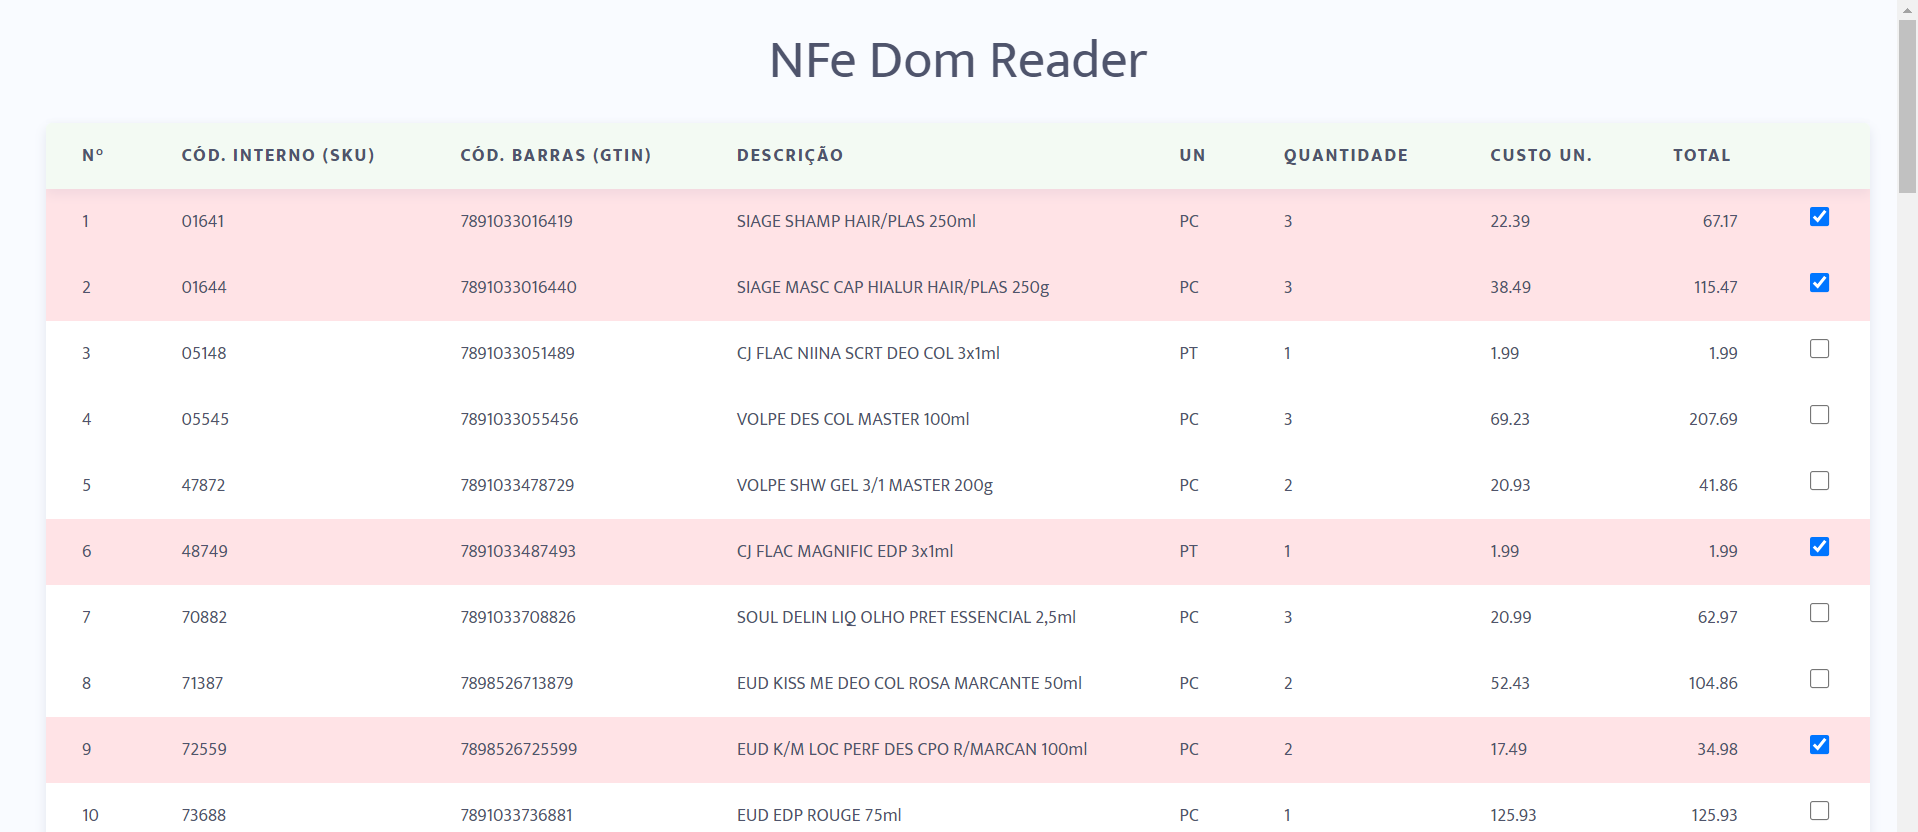 NFe Dom Reader
Nº CÓD. INTERNO (SKU) CÓD. BARRAS (GTIN) DESCRIÇÃO UN QUANTIDADE CUSTO UN. TOTAL
1 01641 7891033016419 SIAGE SHAMP HAIR/PLAS 250ml PC 3 22.39 67.17
2 01644 7891033016440 SIAGE MASC CAP HIALUR HAIR/PLAS 250g PC 3 38.49 115.47
3 05148 7891033051489 CJ FLAC NIINA SCRT DEO COL 3x1ml PT 1 1.99 1.99
4 05545 7891033055456 VOLPE DES COL MASTER 100ml PC 3 69.23 207.69
5 47872 7891033478729 VOLPE SHW GEL 3/1 MASTER 200g PC 2 20.93 41.86
6 48749 7891033487493 CJ FLAC MAGNIFIC EDP 3x1ml PT 1 1.99 1.99
7 70882 7891033708826 SOUL DELIN LIQ OLHO PRET ESSENCIAL 2,5ml PC 3 20.99 62.97
8 71387 7898526713879 EUD KISS ME DEO COL ROSA MARCANTE 50ml PC 2 52.43 104.86
9 72559 7898526725599 EUD K/M LOC PERF DES CPO R/MARCAN 100ml PC 2 17.49 34.98
10 73688 7891033736881 EUD EDP ROUGE 75ml PC 1 125.93 125.93